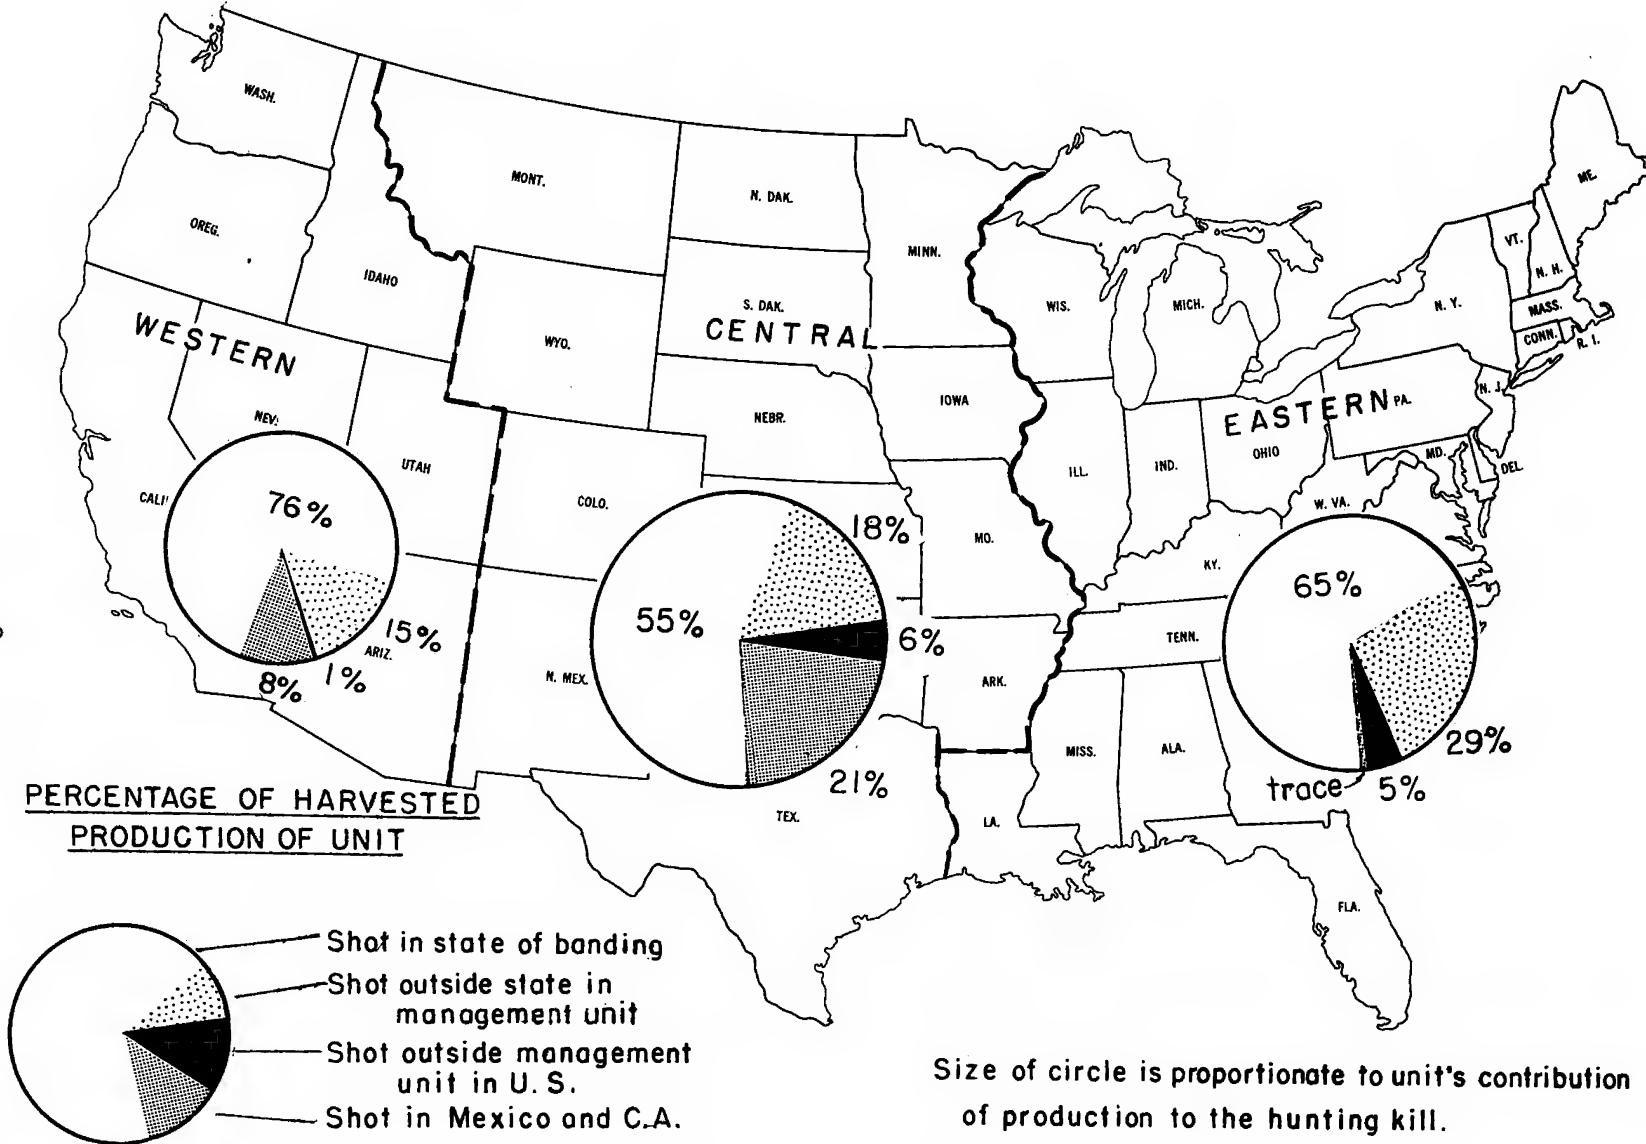 WASH.
MONT.
N. DAK.
MINN.
ME.
OREG.
IDAHO
WYO.
S. DAK.
WIS.
MICH.
N. Y.
VT.
N. H.
MASS.
CONN.
R. I.
WESTERN
CENTRAL
EASTERN
NEV.
UTAH
COLO.
NEBR.
IOWA
ILL.
IND.
OHIO
PA.
N. J.
MD.
DEL.
W. VA.
CALIF
MO.
KY.
TENN.
ARIZ.
N. MEX.
ARK.
MISS.
ALA.
TEX.
LA.
FLA.
76%
15%
1%
8%
18%
55%
6%
21%
65%
29%
5%
trace
PERCENTAGE OF HARVESTED
PRODUCTION OF UNIT
Shot in state of banding
Shot outside state in
management unit
Shot outside management
unit in U. S.
Shot in Mexico and C.A.
Size of circle is proportionate to unit's contribution
of production to the hunting kill.